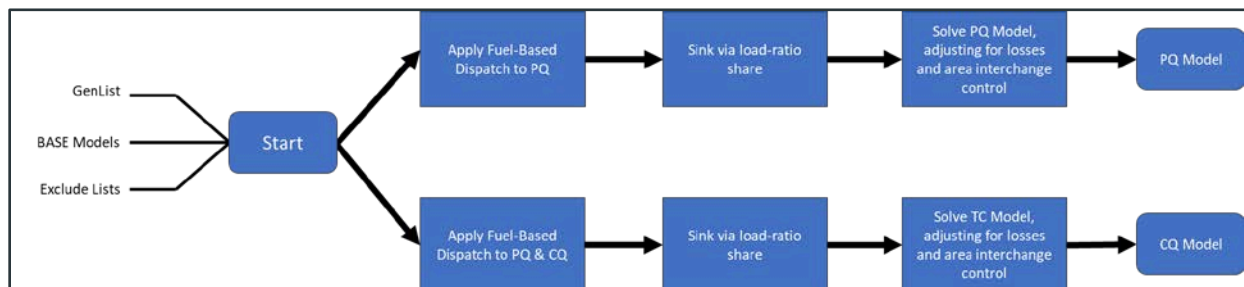 GenList
BASE Models
Exclude Lists
Start
Apply Fuel-Based
Dispatch to PQ
Sink via load-ratio
share
Solve PQ Model,
adjusting for losses
and area interchange
control
PQ Model
Apply Fuel-Based
Dispatch to PQ & CQ
Sink via load-ratio
share
Solve TC Model,
adjusting for losses
and area interchange
control
CQ Model